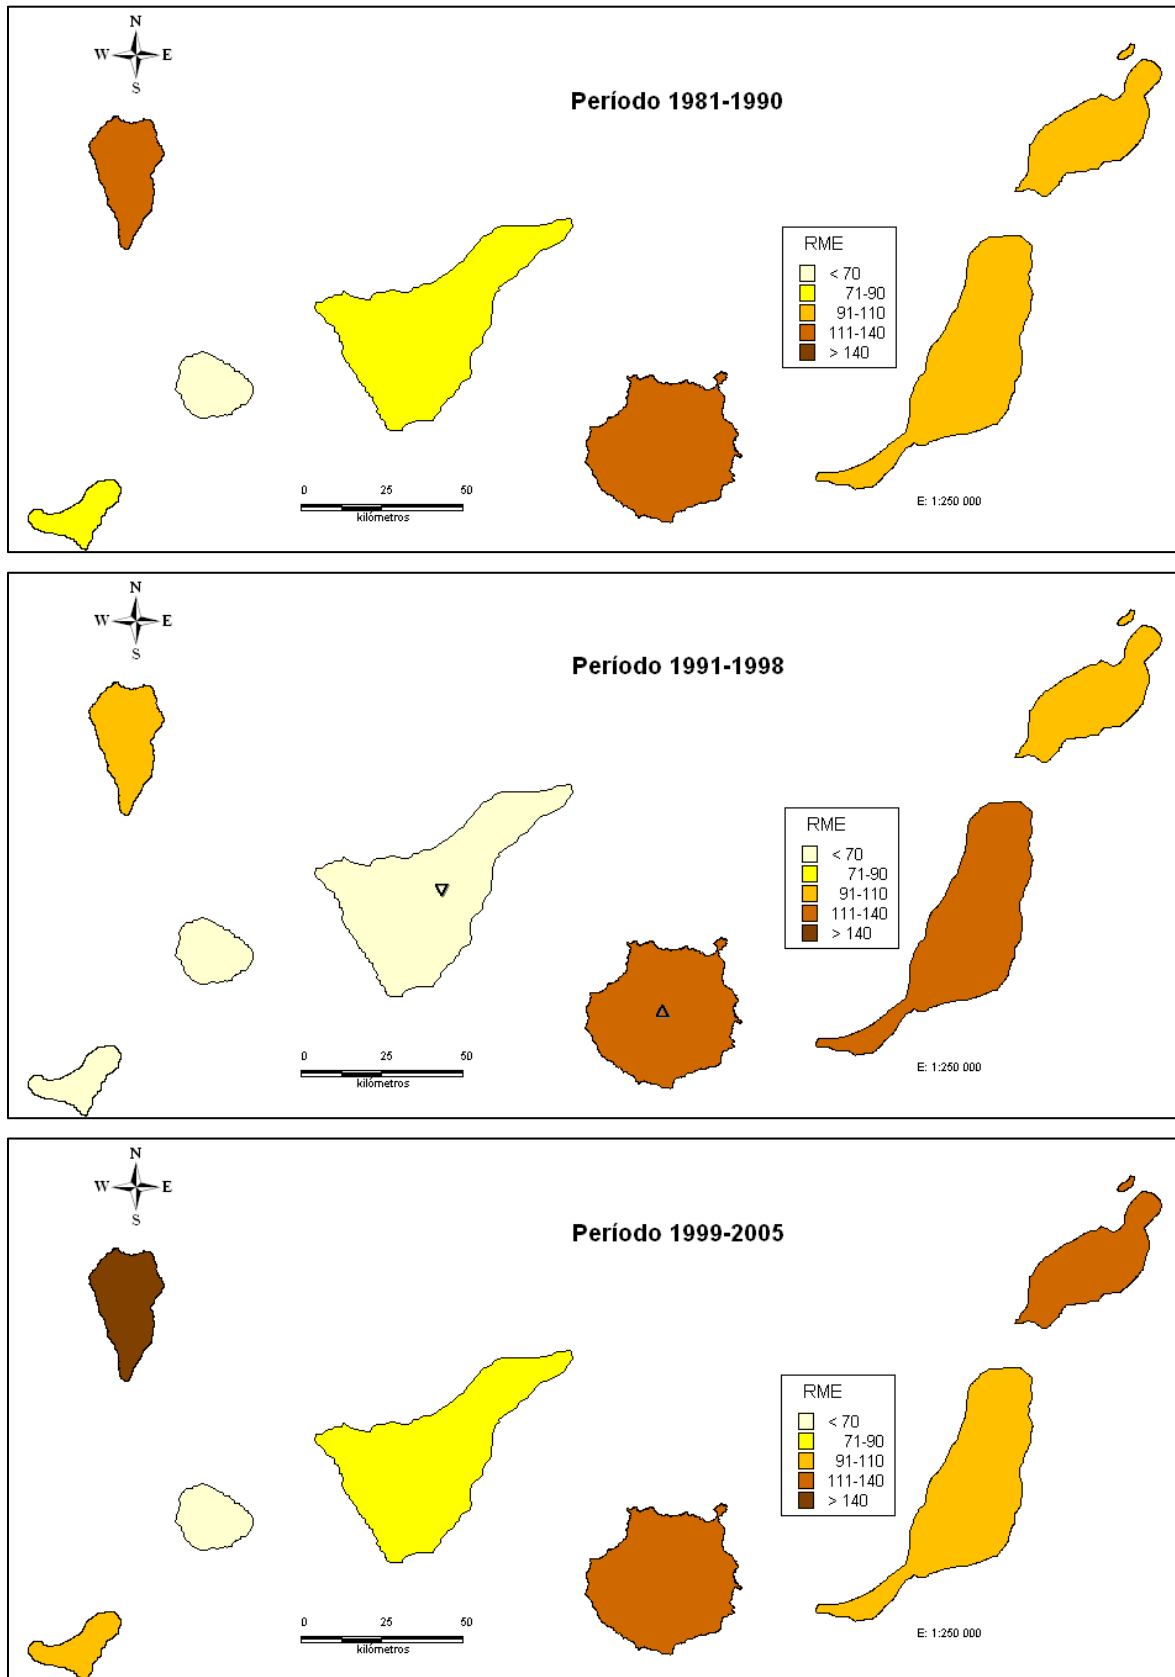 N
W E
S
Período 1981-1990
RME
< 70
71-90
91-110
111-140
> 140
0 25 50
kilómetros
E: 1:250 000
N
W E
S
Período 1991-1998
RME
< 70
71-90
91-110
111-140
> 140
0 25 50
kilómetros
E: 1:250 000
N
W E
S
Período 1999-2005
RME
< 70
71-90
91-110
111-140
> 140
0 25 50
kilómetros
E: 1:250 000